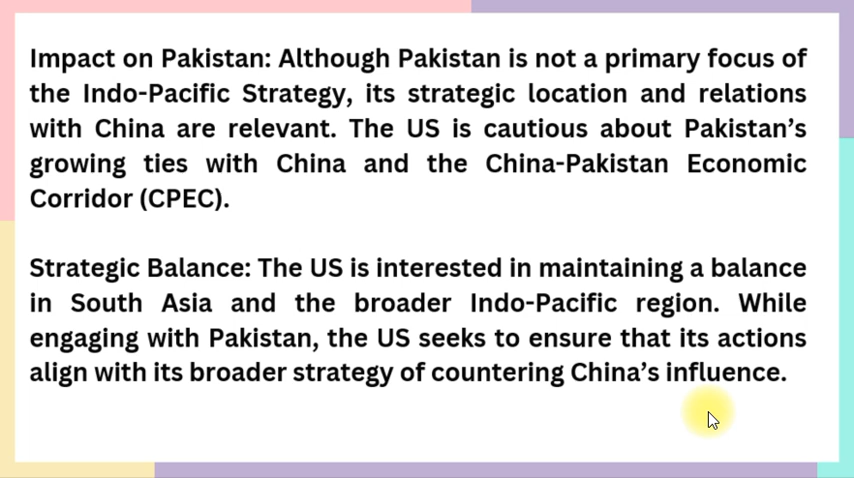 Impact on Pakistan: Although Pakistan is not a primary focus of
the Indo-Pacific Strategy, its strategic location and relations
with China are relevant. The US is cautious about Pakistan’s
growing ties with China and the China-Pakistan Economic
Corridor (CPEC).
Strategic Balance: The US is interested in maintaining a balance
in South Asia and the broader Indo-Pacific region. While
engaging with Pakistan, the US seeks to ensure that its actions
align with its broader strategy of countering China’s influence.